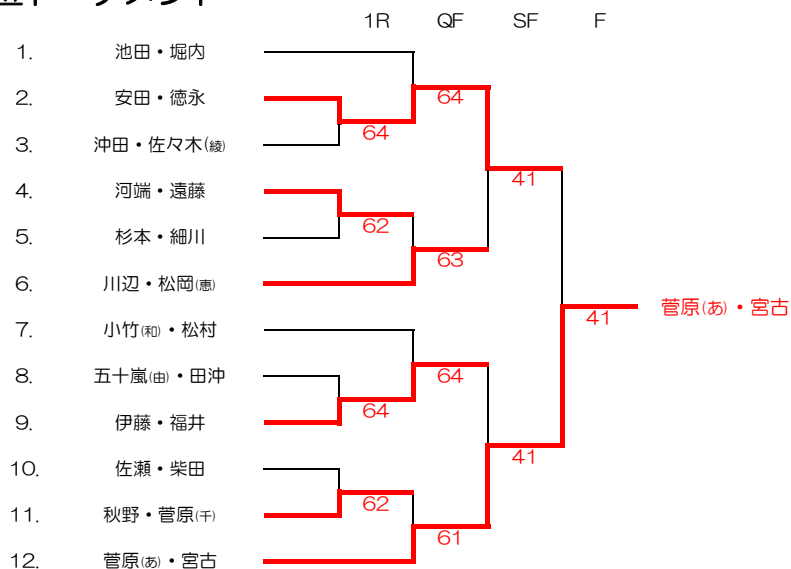 1R QF SF F
1. 池田・堀内
2. 安田・徳永
64
64
3. 沖田・佐々木(綾)
41
4. 河端・遠藤
62
5. 杉本・細川
63
6. 川辺・松岡(恵)
菅原(あ)・宮古
41
7. 小竹(和)・松村
8. 五十嵐(由)・田沖
64
64
9. 伊藤・福井
41
10. 佐瀬・柴田
62
11. 秋野・菅原(千)
61
12. 菅原(あ)・宮古